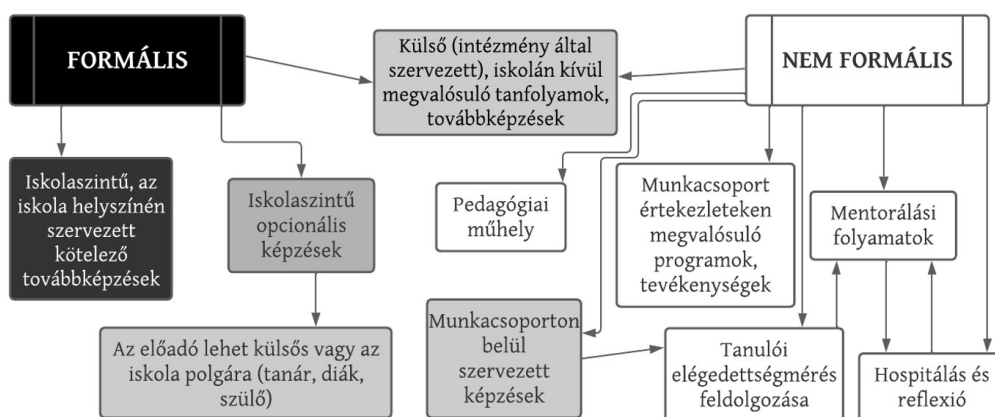 FORMÁLIS
Külső (intézmény által
szervezett), iskolán kívül
megvalósuló tanfolyamok,
továbbképzések
NEM FORMÁLIS
Iskolaszintű, az
iskola helyszínén
szervezett
kötelező
továbbképzések
Iskolaszintű
opcionális
képzések
Pedagógiai
műhely
Munkacsoport
értekezleteken
megvalósuló
programok,
tevékenységek
Mentorálási
folyamatok
Az előadó lehet külsős vagy az
iskola polgára (tanár, diák,
szülő)
Munkacsoporton
belül
szervezett
képzések
Tanulói
elégedettségmérés
feldolgozása
Hospitálás és
reflexió